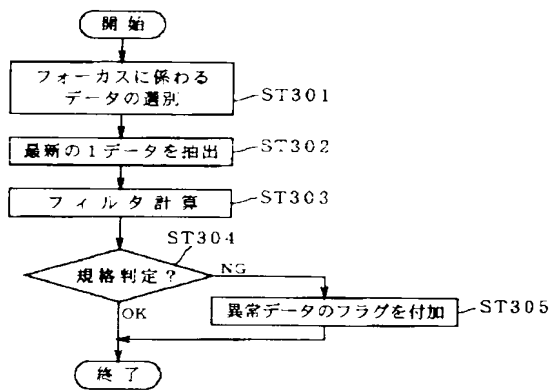 開始
フォーカスに係わる
データの選別
ST301
最新の1データを抽出
ST302
フィルタ計算
ST303
ST304
規格判定?
NG
OK
異常データのフラグを付加
ST305
終了